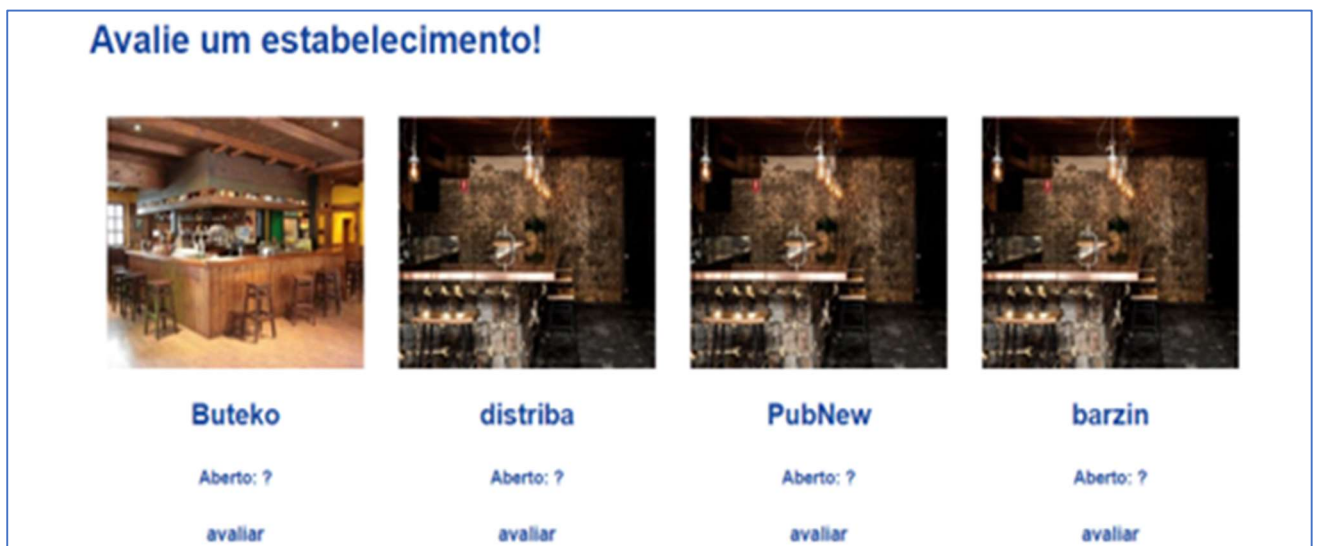 Avalie um estabelecimento!
Buteko distriba PubNew barzin
Aberto: ? Aberto: ? Aberto: ? Aberto: ?
avaliar avaliar avaliar avaliar